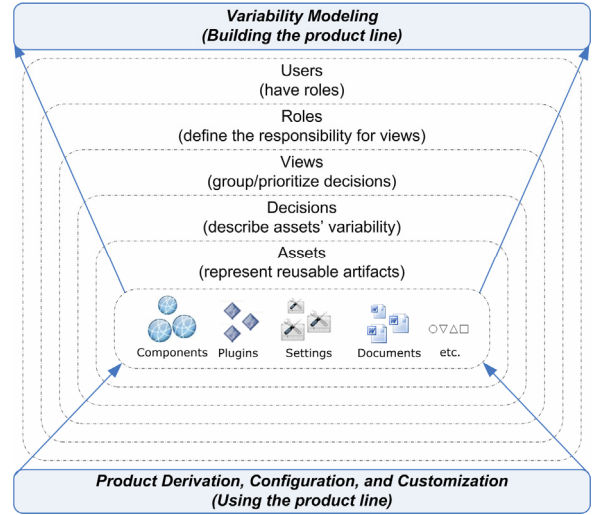 Variability Modeling
(Building the product line)
Users
(have roles)
Roles
(define the responsibility for views)
Views
(group/prioritize decisions)
Decisions
(describe assets' variability)
Assets
(represent reusable artifacts)
Components
Plugins
Settings
Documents
etc.
Product Derivation, Configuration, and Customization
(Using the product line)